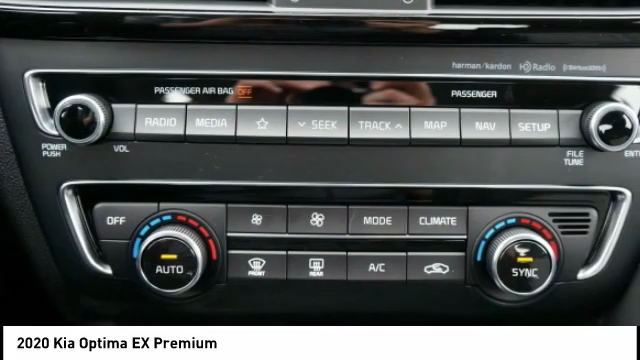 harman/kardon HD Radio ((SiriusXM))
PASSENGER AIR BAG OFF PASSENGER
RADIO MEDIA SEEK TRACK MAP NAV SETUP
POWER PUSH VOL FILE TUNE
OFF MODE CLIMATE
AUTO FRONT REAR A/C SYNC
2020 Kia Optima EX Premium